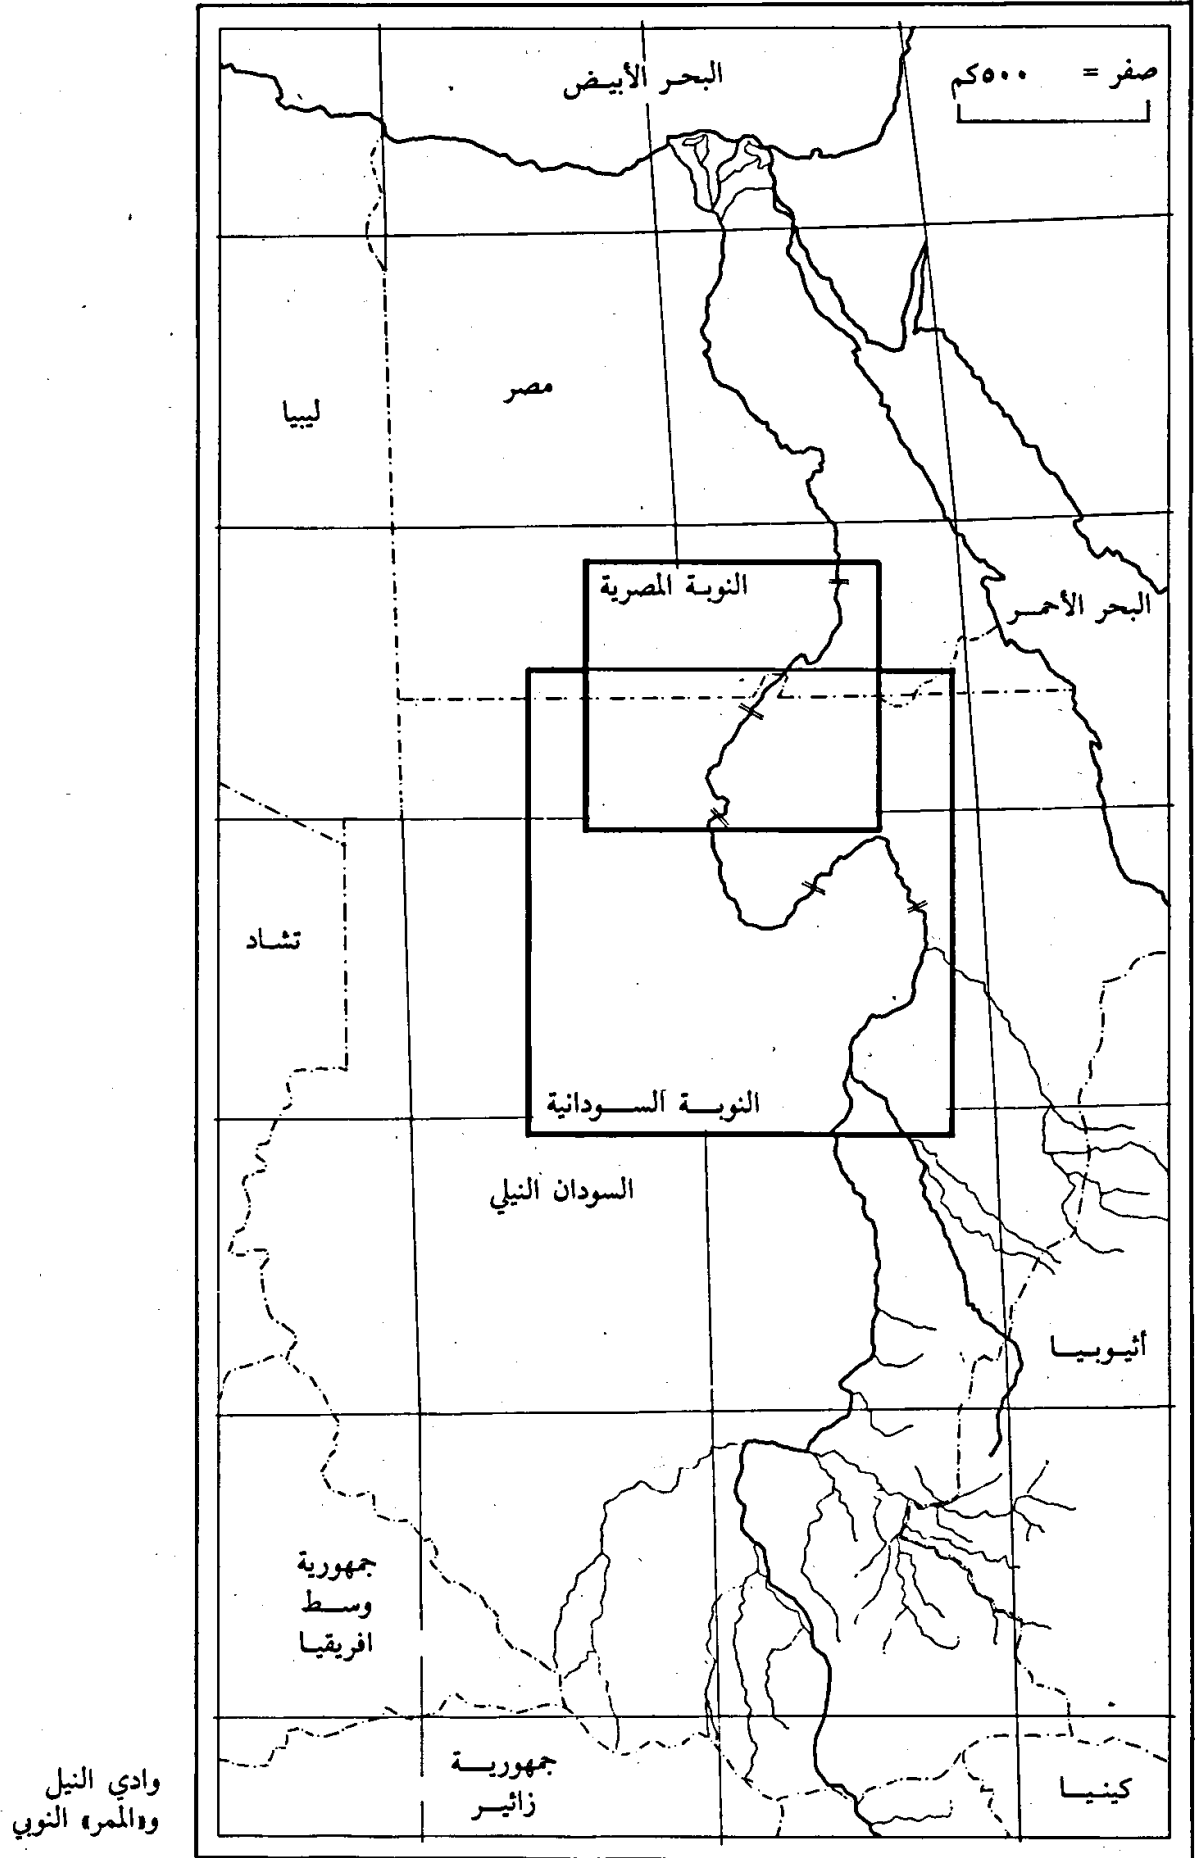 البحر الأبيض
صفر = ٥٠٠كم
مصر
ليبيا
النوبة المصرية
البحر الأحمر
تشاد
النوبة السودانية
السودان النيلي
أثيوبيا
جمهورية
وسط
افريقيا
جمهورية
زائير
كينيا
وادي النيل
و«الممر» النوبي